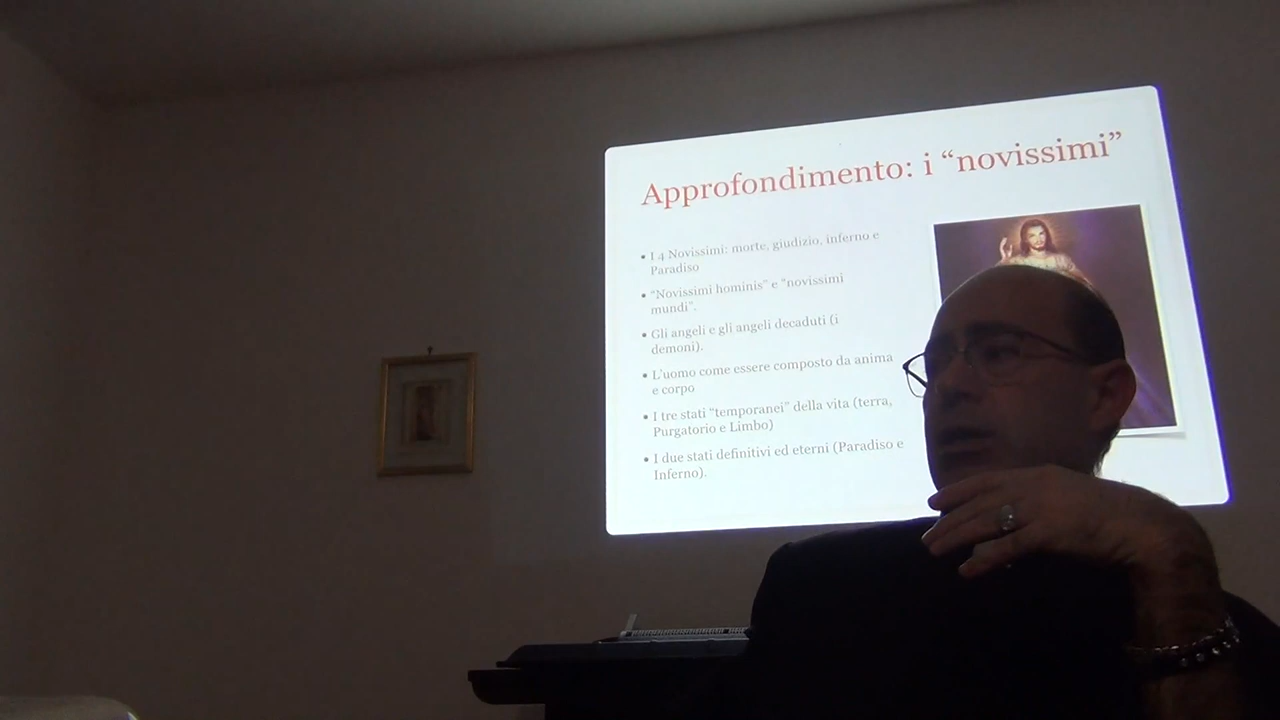 Approfondimento: i “novissimi”
• I 4 Novissimi: morte, giudizio, inferno e
Paradiso
• “Novissimi hominis” e “novissimi
mundi”.
• Gli angeli e gli angeli decaduti (i
demoni).
• L’uomo come essere composto da anima
e corpo
• I tre stati “temporanei” della vita (terra,
Purgatorio e Limbo)
• I due stati definitivi ed eterni (Paradiso e
Inferno).